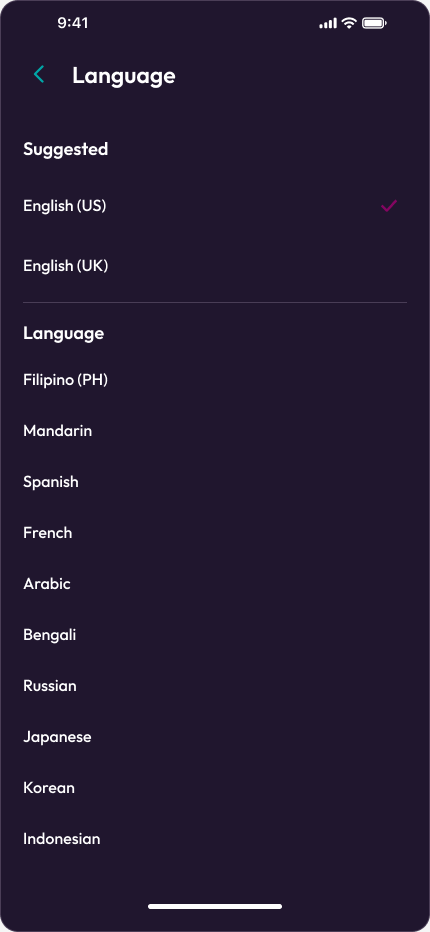 9:41
Language
Suggested
English (US)
English (UK)
Language
Filipino (PH)
Mandarin
Spanish
French
Arabic
Bengali
Russian
Japanese
Korean
Indonesian